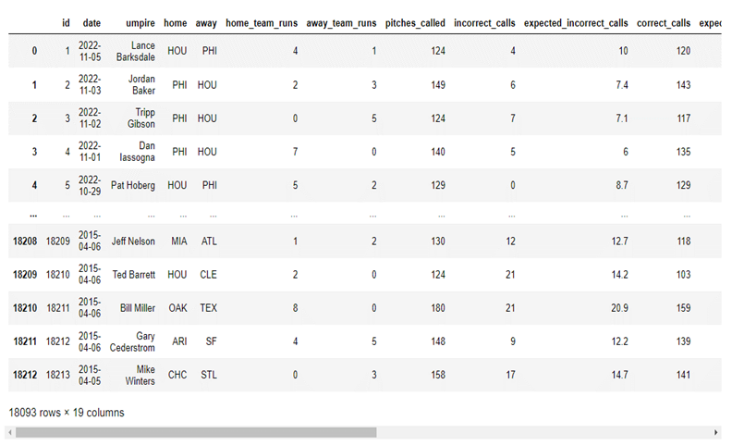 id date umpire home away home_team_runs away_team_runs pitches_called incorrect_calls expected_incorrect_calls correct_calls expec
0 1 2022-11-05 Lance Barksdale HOU PHI 4 1 124 4 10 120
1 2 2022-11-03 Jordan Baker PHI HOU 2 3 149 6 7.4 143
2 3 2022-11-02 Tripp Gibson PHI HOU 0 5 124 7 7.1 117
3 4 2022-11-01 Dan Iassogna PHI HOU 7 0 140 5 6 135
4 5 2022-10-29 Pat Hoberg HOU PHI 5 2 129 0 8.7 129
... ... ... ... ... ... ... ... ... ... ... ...
18208 18209 2015-04-06 Jeff Nelson MIA ATL 1 2 130 12 12.7 118
18209 18210 2015-04-06 Ted Barrett HOU CLE 2 0 124 21 14.2 103
18210 18211 2015-04-06 Bill Miller OAK TEX 8 0 180 21 20.9 159
18211 18212 2015-04-06 Gary Cederstrom ARI SF 4 5 148 9 12.2 139
18212 18213 2015-04-05 Mike Winters CHC STL 0 3 158 17 14.7 141
18093 rows × 19 columns